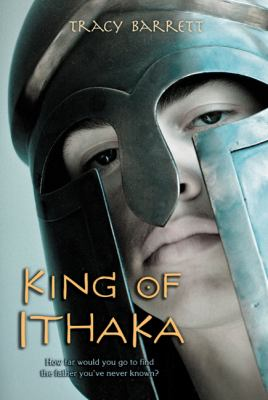 TRACY BARRETT
KING OF
ITHAKA
How far would you go to find
the father you've never known?